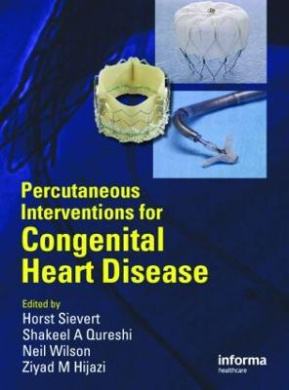 Percutaneous
Interventions for
Congenital
Heart Disease
Edited by
Horst Sievert
Shakeel A Qureshi
Neil Wilson
Ziyad M Hijazi
informa
healthcare